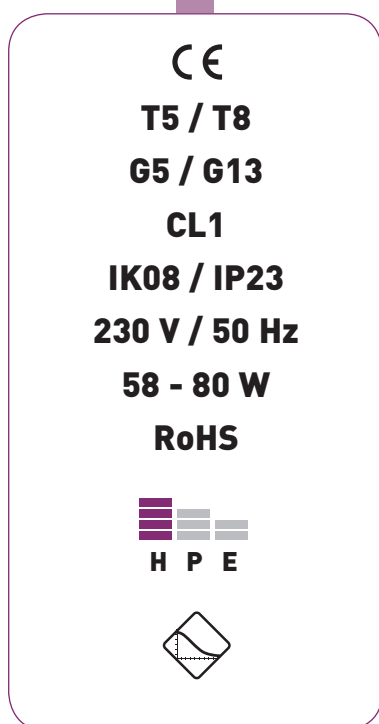 CE
T5 / T8
G5 / G13
CL1
IK08 / IP23
230 V / 50 Hz
58 - 80 W
RoHS
H P E